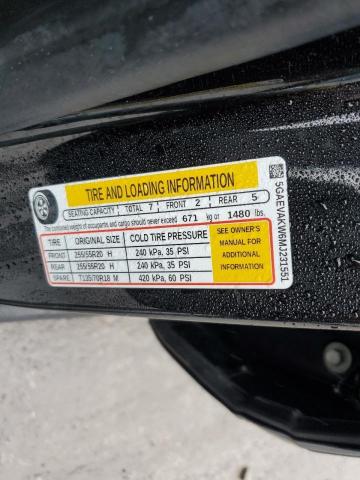 TIRE AND LOADING INFORMATION
SEATING CAPACITY: TOTAL 7 FRONT 2 REAR 5
The combined weight of occupants and cargo should never exceed 671 kg or 1480 lbs.
TIRE ORIGINAL SIZE COLD TIRE PRESSURE
FRONT 255/55R20 H 240 kPa, 35 PSI
REAR 255/55R20 H 240 kPa, 35 PSI
SPARE T135/70R18 M 420 kPa, 60 PSI
SEE OWNER'S
MANUAL FOR
ADDITIONAL
INFORMATION
5GAEVAKW6MJ231551